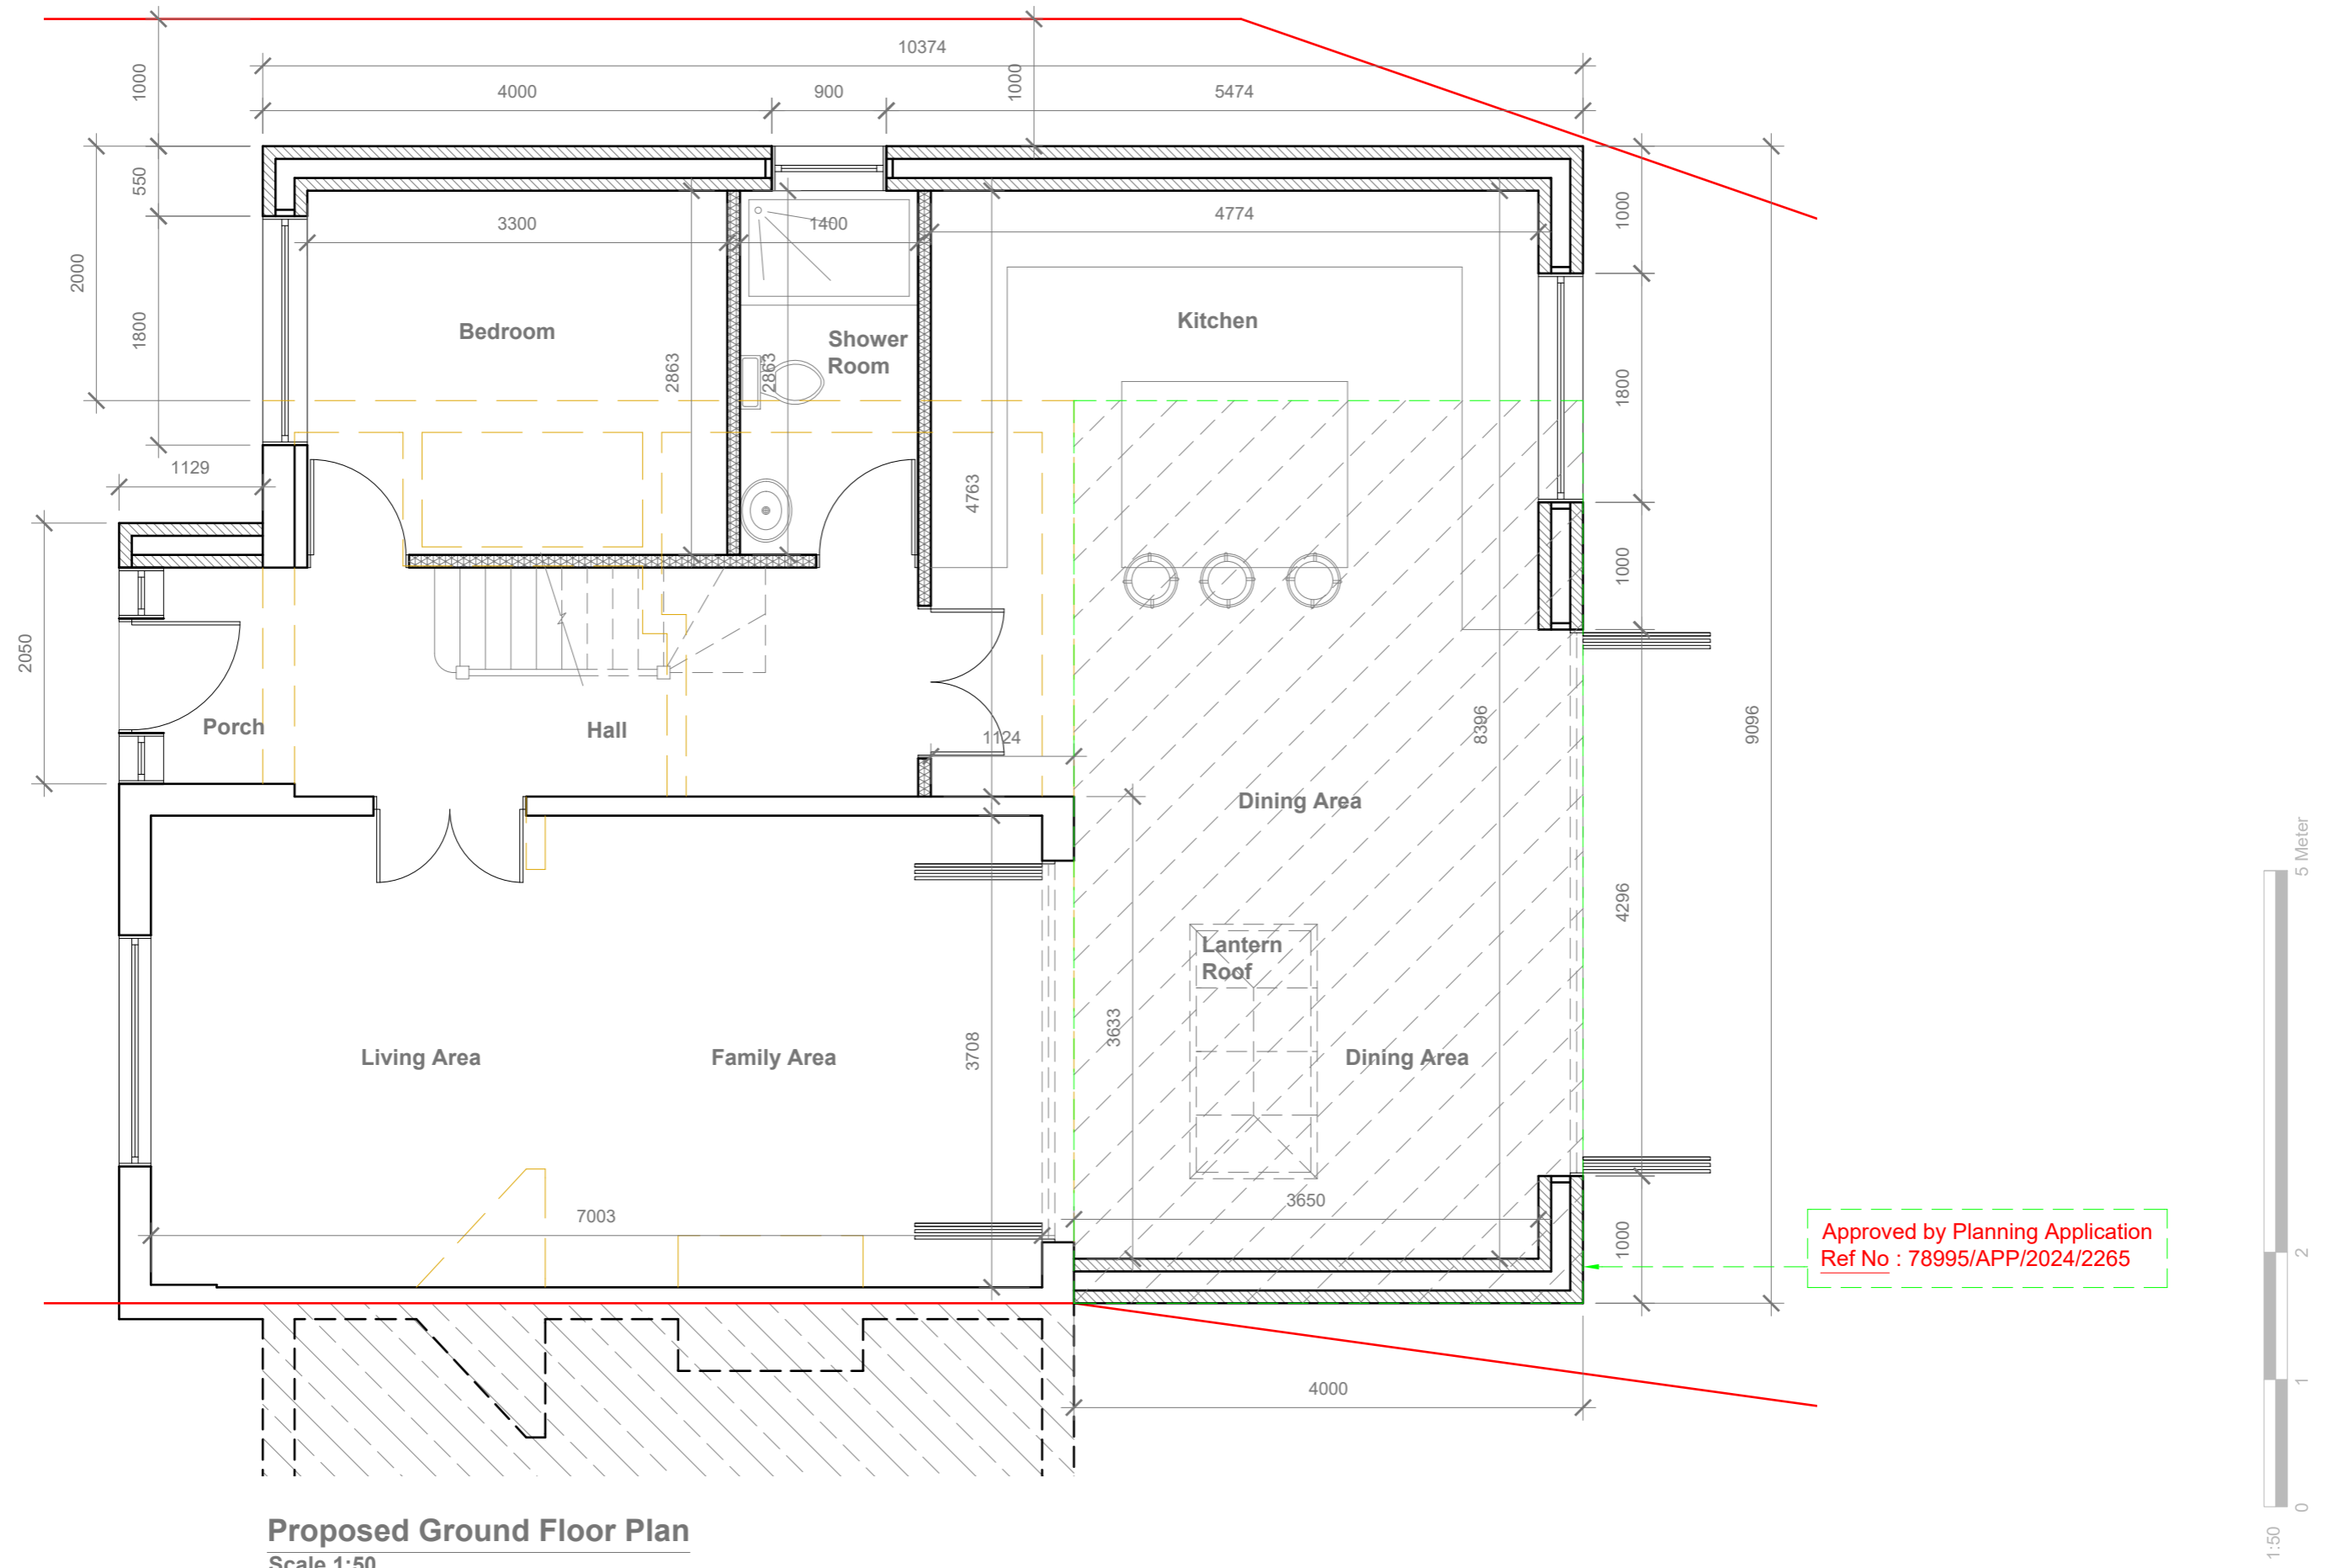 10374
1000
1000
4000
900
5474
550
1000
3300
1400
4774
2000
1800
Bedroom
Shower
Room
Kitchen
2863
2863
1800
1129
4763
1000
2050
Porch
Hall
1124
8396
9096
Dining Area
5 Meter
4296
Lantern
Roof
3633
3708
Living Area
Family Area
Dining Area
7003
3650
1000
Approved by Planning Application
Ref No : 78995/APP/2024/2265
2
1
0
4000
1:50
Proposed Ground Floor Plan
Scale 1:50